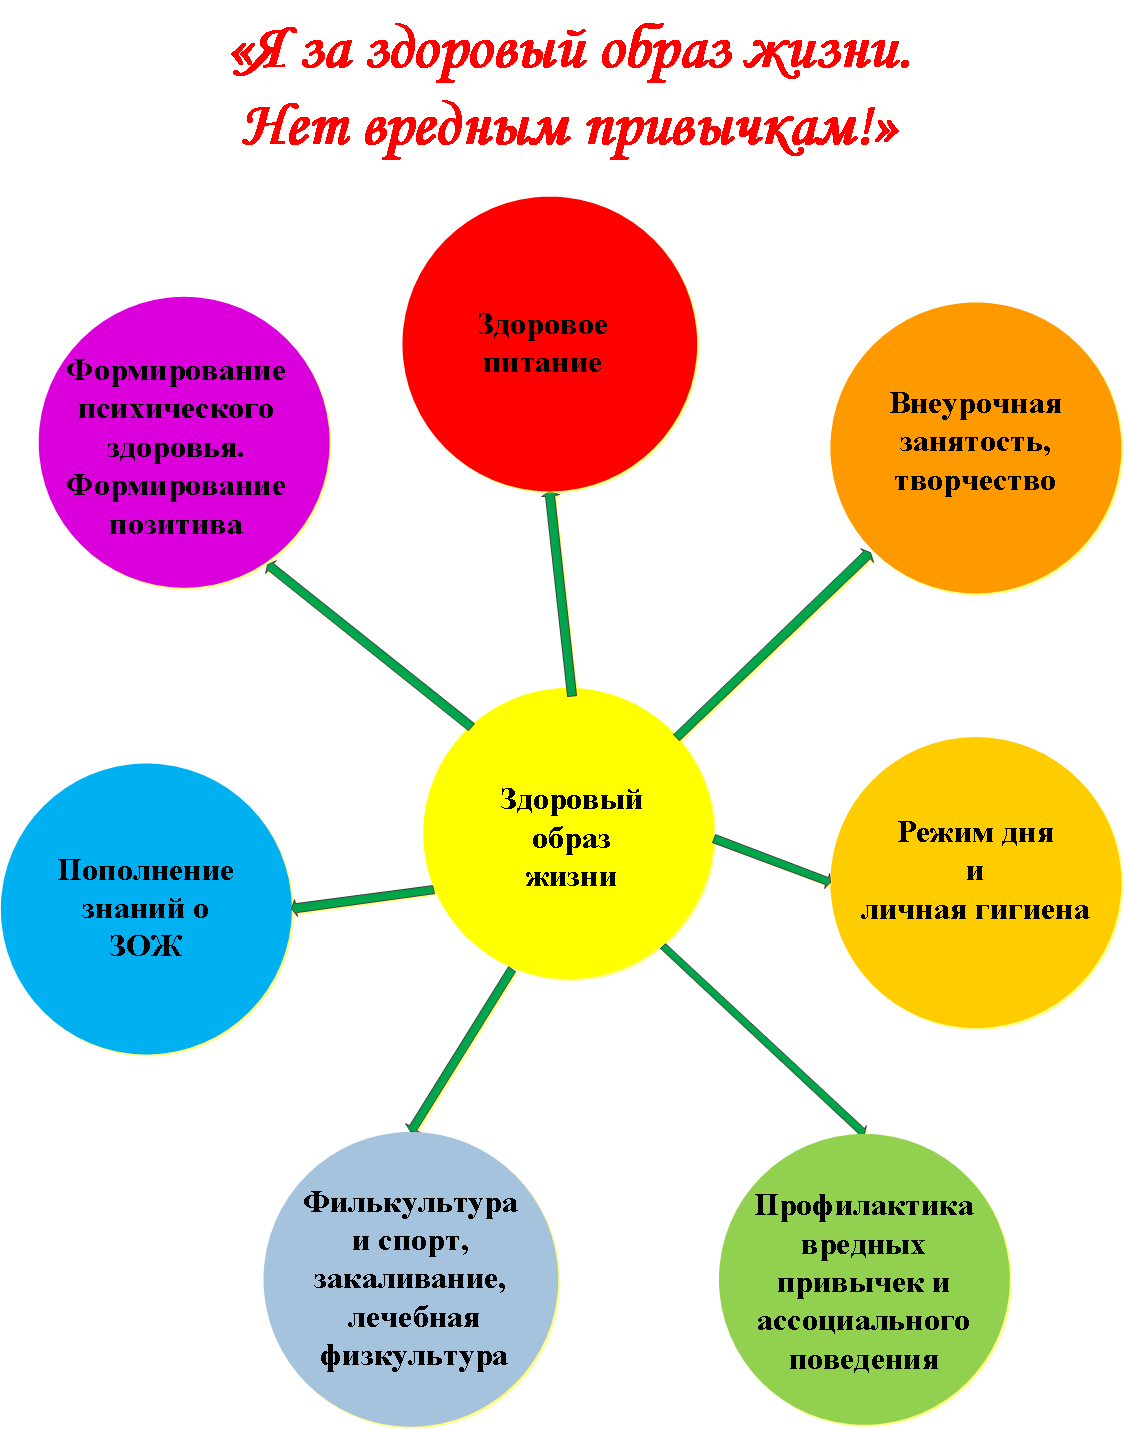 «Я за здоровый образ жизни.
Нет вредным привычкам!»
Здоровое
питание
Формирование
психического
здоровья.
Формирование
позитива
Внеурочная
занятость,
творчество
Здоровый
образ
жизни
Режим дня
и
личная гигиена
Пополнение
знаний о
ЗОЖ
Филькультура
и спорт,
закаливание,
лечебная
физкультура
Профилактика
вредных
привычек и
ассоциального
поведения